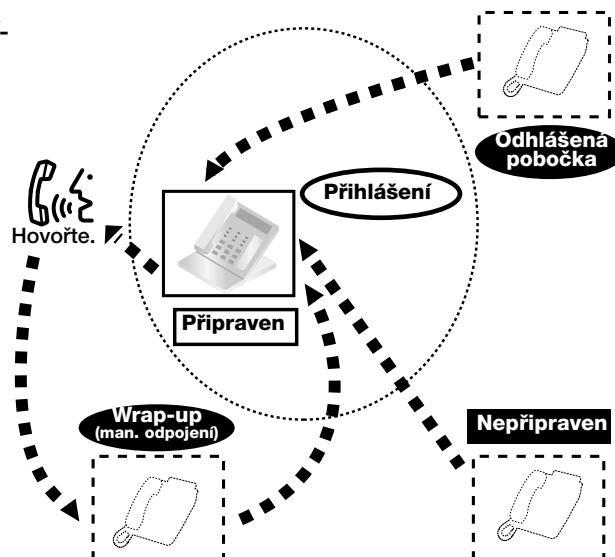 Odhlášená
pobočka
Přihlášení
Hovořte.
Připraven
Wrap-up
(man. odpojení)
Nepřipraven